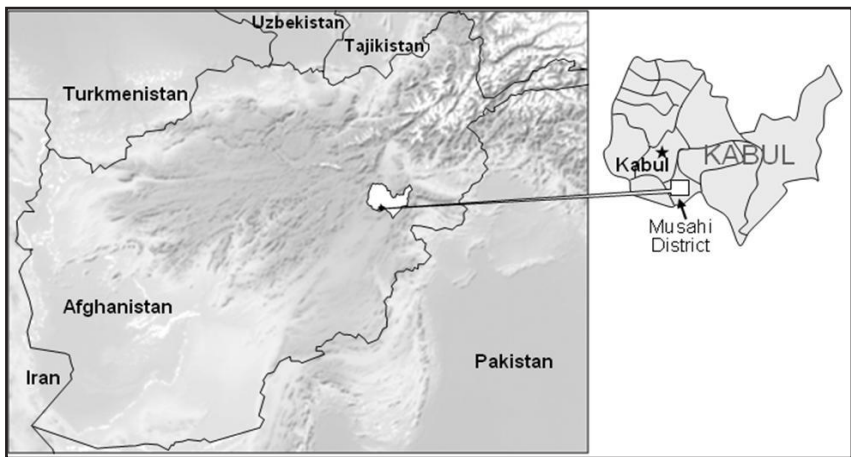 Uzbekistan
Tajikistan
Turkmenistan
Kabul
KABUL
Musahi
District
Afghanistan
Pakistan
Iran